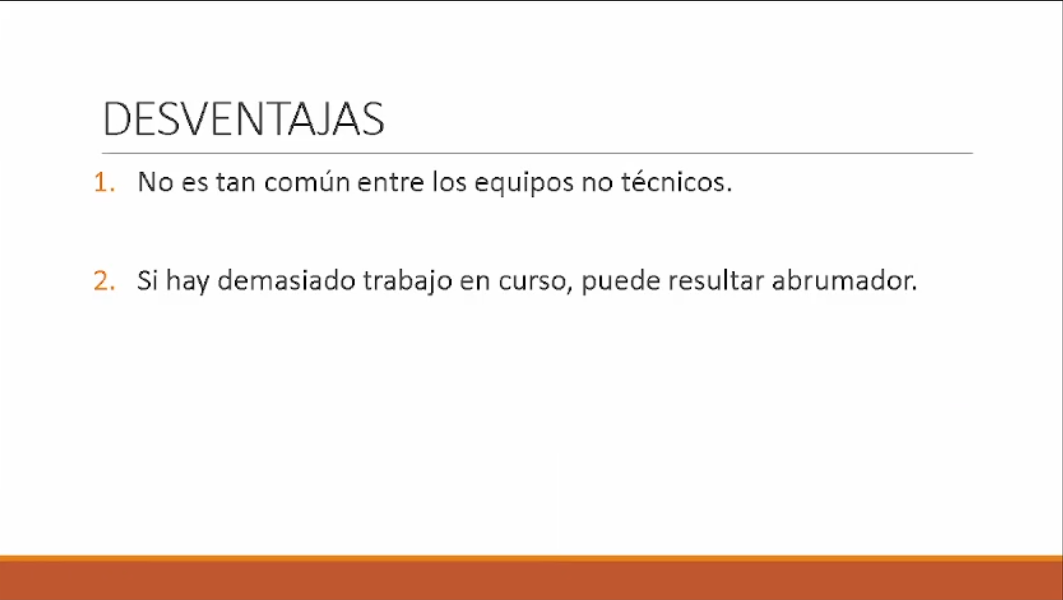 DESVENTAJAS
1. No es tan común entre los equipos no técnicos.
2. Si hay demasiado trabajo en curso, puede resultar abrumador.